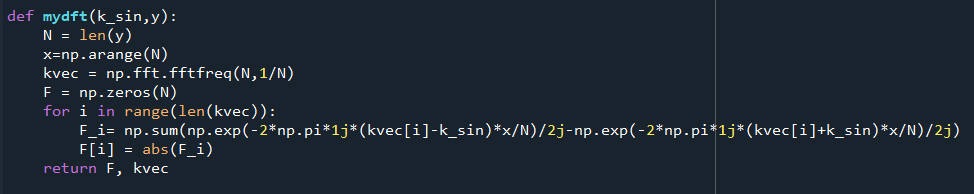 def mydft(k_sin,y):
    N = len(y)
    x=np.arange(N)
    kvec = np.fft.fftfreq(N,1/N)
    F = np.zeros(N)
    for i in range(len(kvec)):
        F_i= np.sum(np.exp(-2*np.pi*1j*(kvec[i]-k_sin)*x/N)/2j-np.exp(-2*np.pi*1j*(kvec[i]+k_sin)*x/N)/2j)
        F[i] = abs(F_i)
    return F, kvec